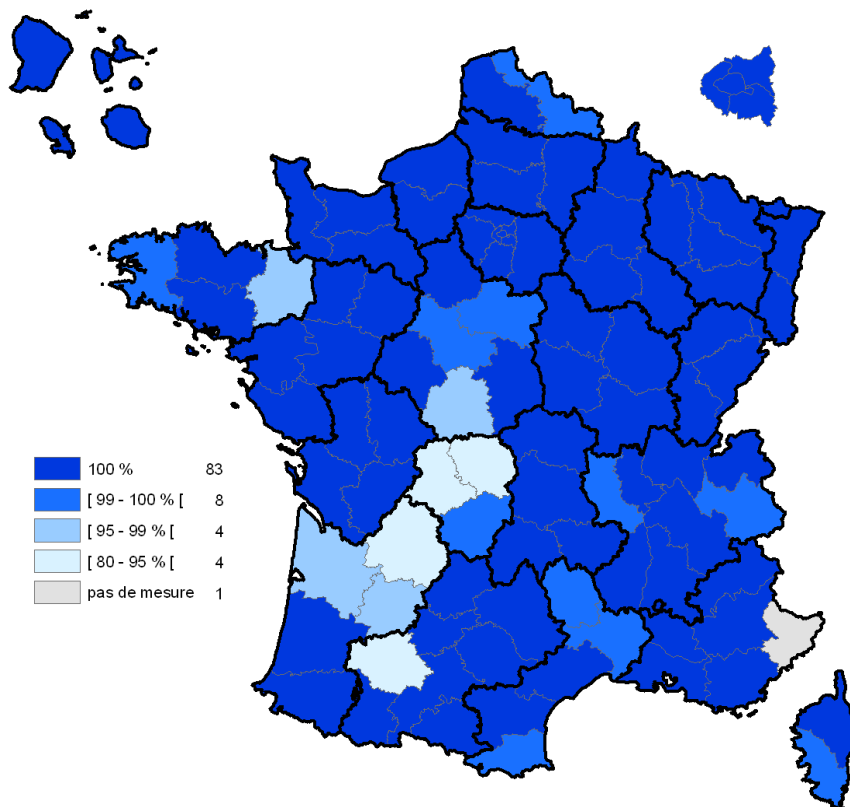 100 % 83
[ 99 - 100 % [ 8
[ 95 - 99 % [ 4
[ 80 - 95 % [ 4
pas de mesure 1